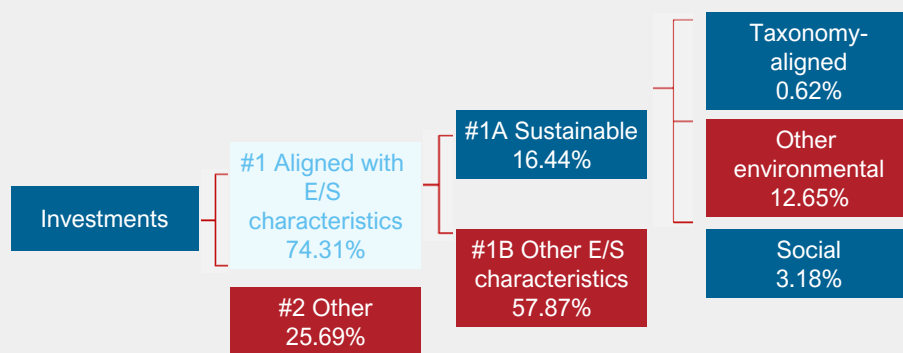 Investments
#1 Aligned with
E/S
characteristics
74.31%
#2 Other
25.69%
#1A Sustainable
16.44%
#1B Other E/S
characteristics
57.87%
Taxonomy-
aligned
0.62%
Other
environmental
12.65%
Social
3.18%